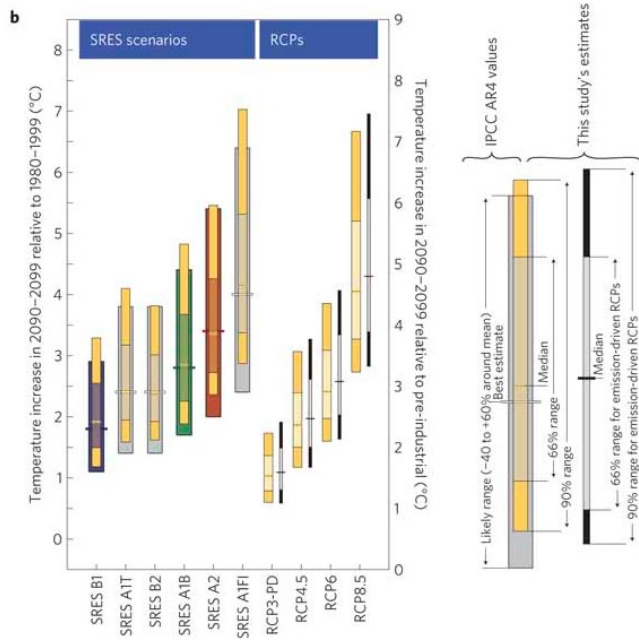 b
SRES scenarios
RCPs
Temperature increase in 2090–2099 relative to 1980–1999 (°C)
8
7
6
5
4
3
2
1
0
Temperature increase in 2090–2099 relative to pre-industrial (°C)
9
8
7
6
5
4
3
2
1
0
SRES B1
SRES A1T
SRES B2
SRES A1B
SRES A2
SRES A1FI
RCP3-PD
RCP4.5
RCP6
RCP8.5
IPCC AR4 values
This study's estimates
Likely range (−40 to +60% around mean)
Best estimate
Median
66% range
90% range
Median
66% range for emission-driven RCPs
90% range for emission-driven RCPs